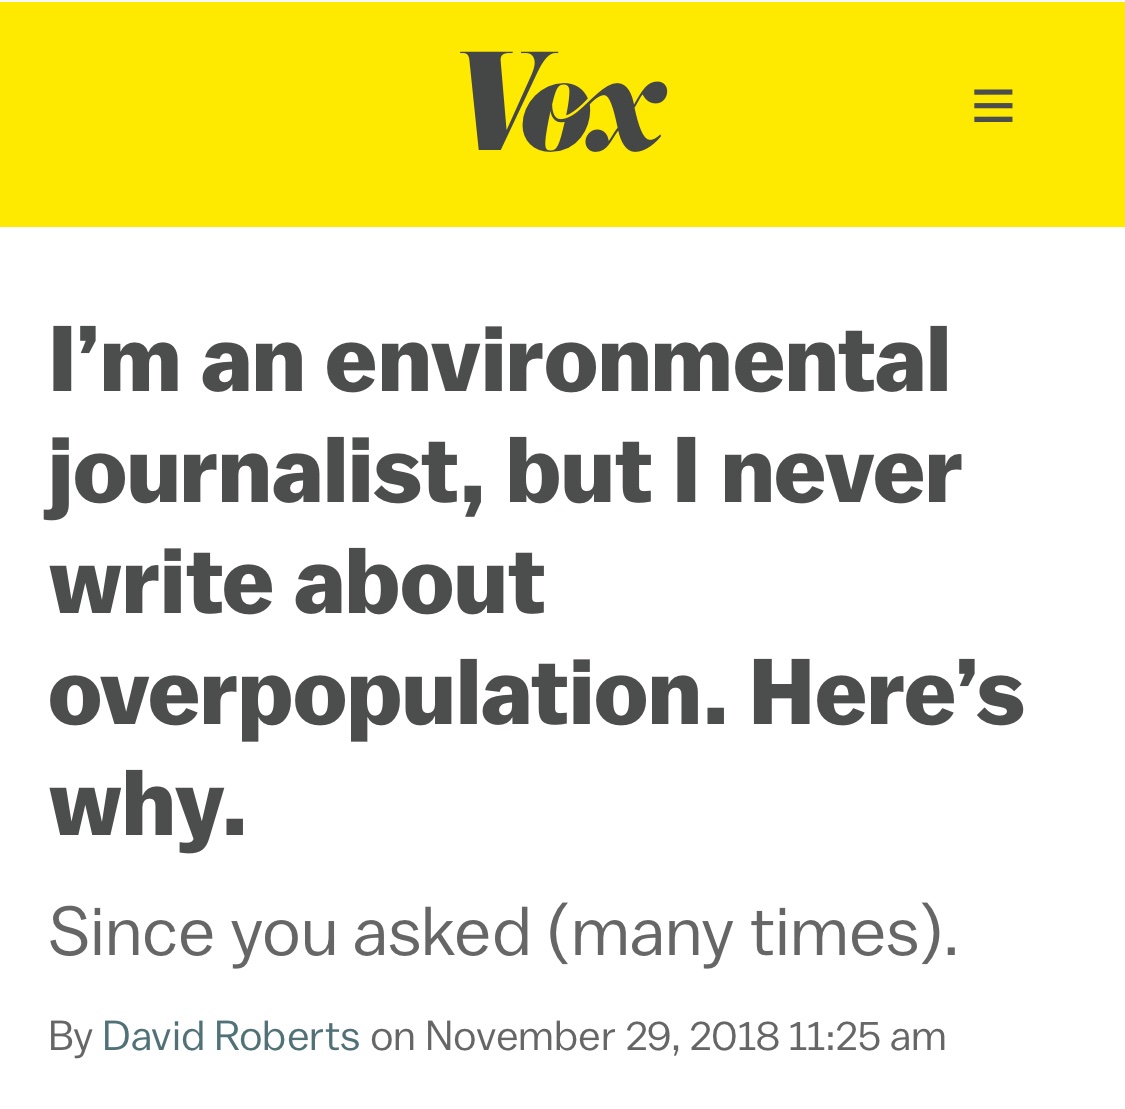 Vox
I’m an environmental
journalist, but I never
write about
overpopulation. Here’s
why.
Since you asked (many times).
By David Roberts on November 29, 2018 11:25 am